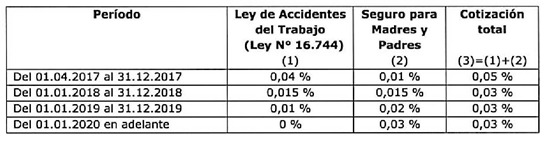 Período Ley de Accidentes Seguro para Cotización
del Trabajo Madres y total
(Ley Nº 16.744) Padres
(1) (2) (3)=(1)+(2)
Del 01.04.2017 al 31.12.2017 0,04 % 0,01 % 0,05 %
Del 01.01.2018 al 31.12.2018 0,015 % 0,015 % 0,03 %
Del 01.01.2019 al 31.12.2019 0,01 % 0,02 % 0,03 %
Del 01.01.2020 en adelante 0 % 0,03 % 0,03 %